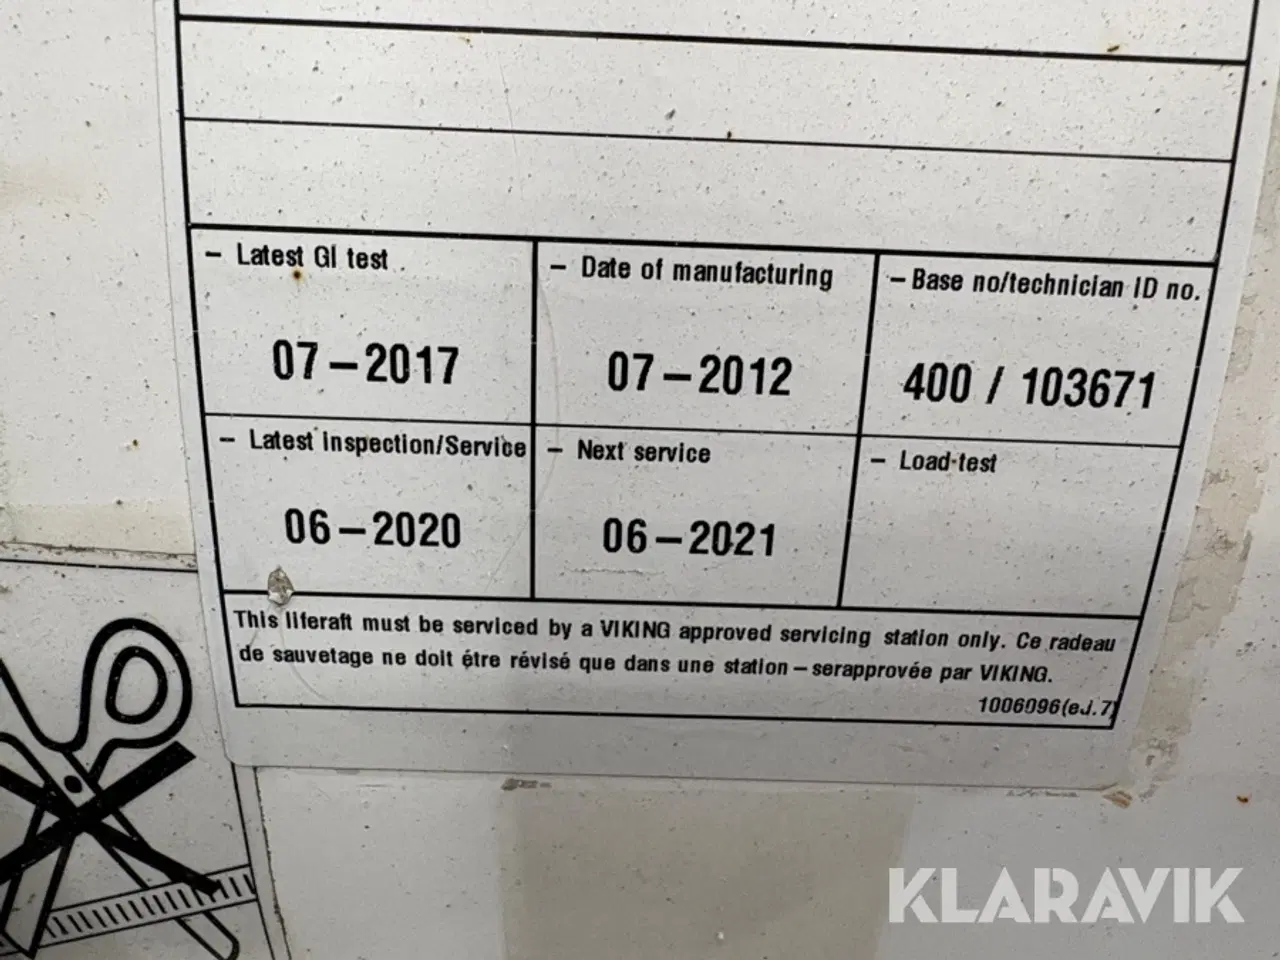 – Latest GI test
– Date of manufacturing
– Base no/technician ID no.
07-2017
07-2012
400 / 103671
– Latest inspection/Service
– Next service
– Load-test
06-2020
06-2021
This liferaft must be serviced by a VIKING approved servicing station only. Ce radeau
de sauvetage ne doit étre révisé que dans une station – serapprovée par VIKING.
1006096(ed.7)
KLARAVIK